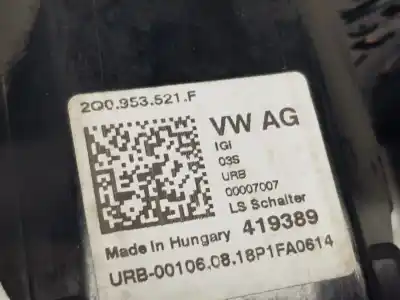 2Q0.953.521.F
VW AG
IGI
03S
URB
00007007
LS Schalter
Made in Hungary 419389
URB-00106.08.18P1FA0614